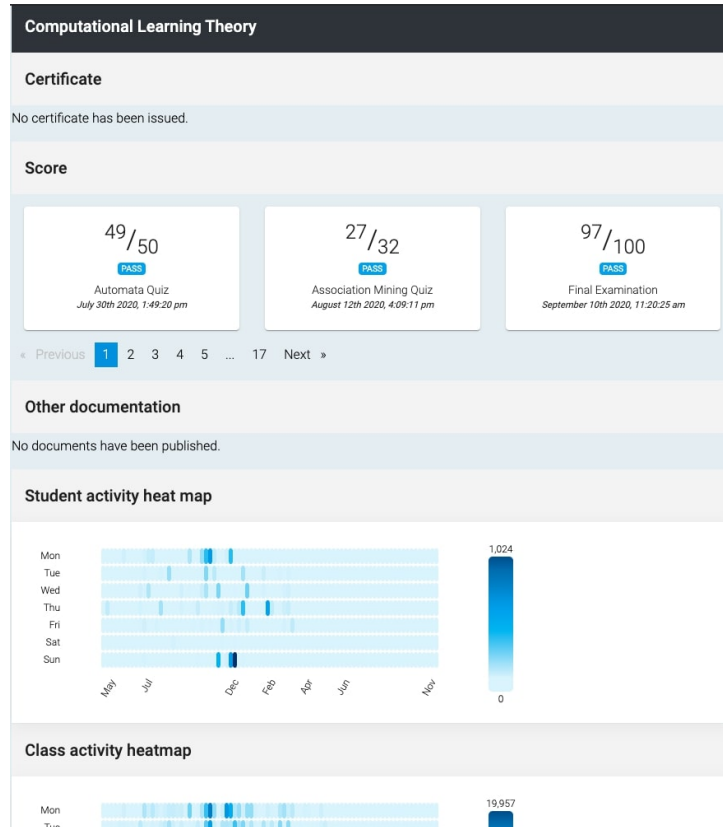 Computational Learning Theory
Certificate
No certificate has been issued.
Score
49/50
PASS
Automata Quiz
July 30th 2020, 1:49:20 pm
27/32
PASS
Association Mining Quiz
August 12th 2020, 4:09:11 pm
97/100
PASS
Final Examination
September 10th 2020, 11:20:25 am
« Previous 1 2 3 4 5 ... 17 Next »
Other documentation
No documents have been published.
Student activity heat map
1,024
Mon
Tue
Wed
Thu
Fri
Sat
Sun
May Jul Dec Feb Apr Jun Nov
0
Class activity heatmap
19,957
Mon
Tue